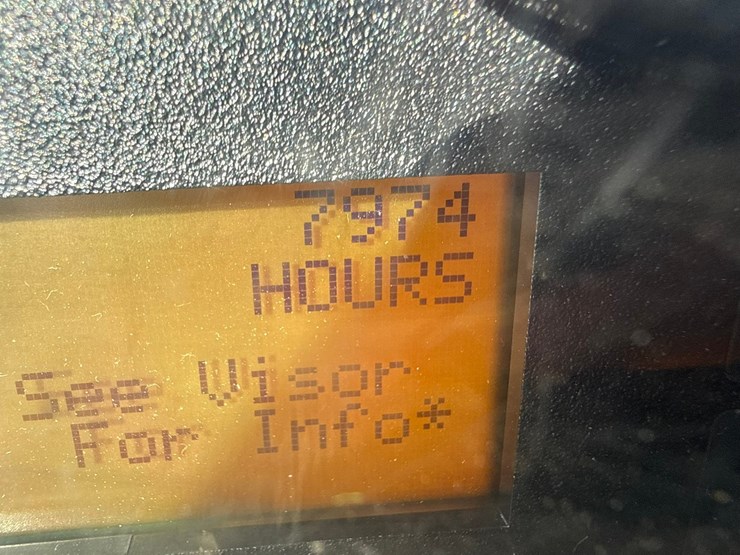 7974
HOURS
See Visor
For Info*